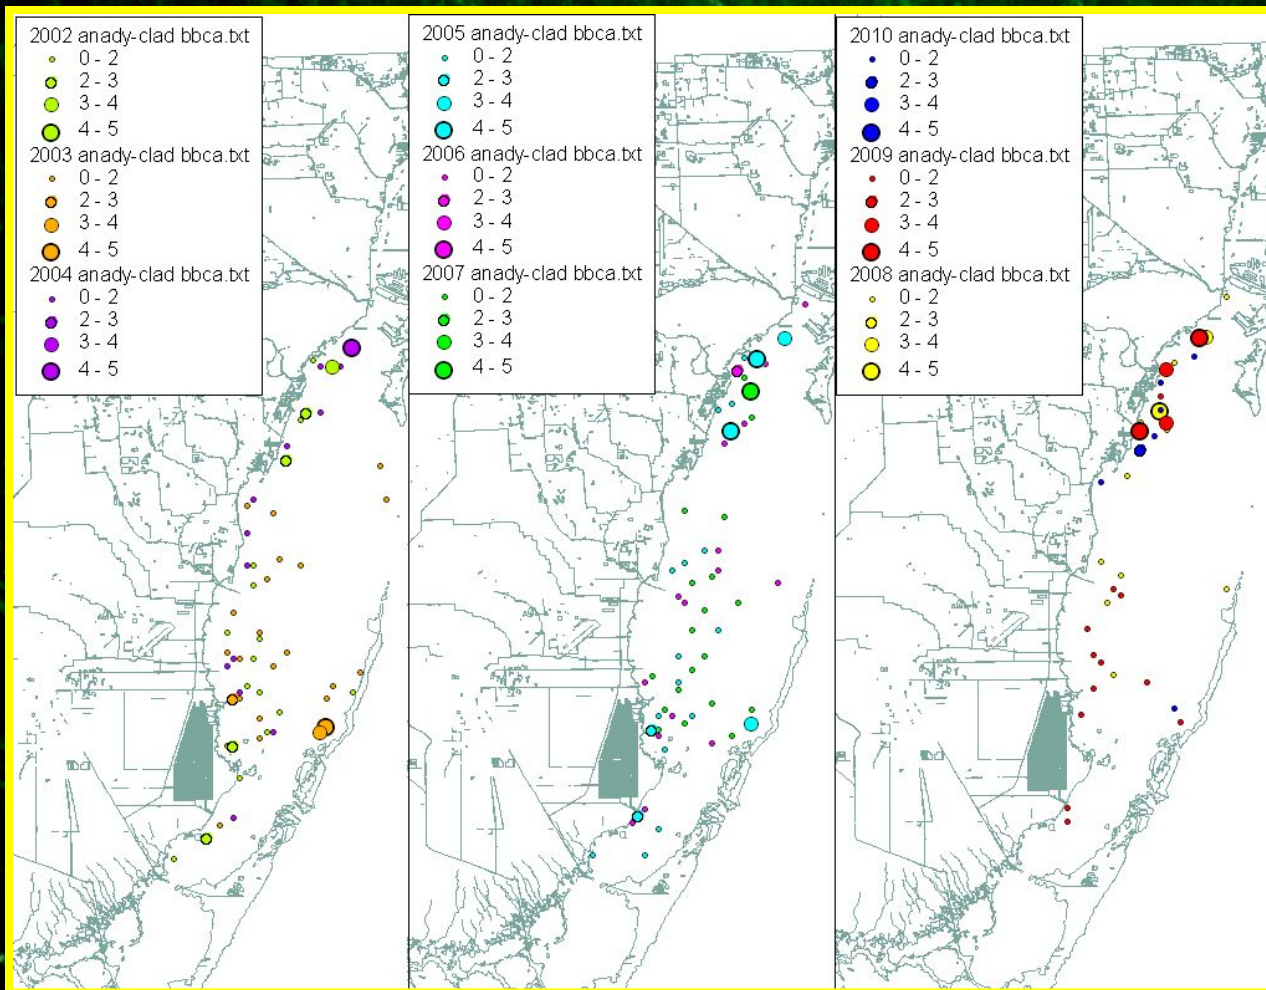 2002 anady-clad bbca.txt
0 - 2
2 - 3
3 - 4
4 - 5
2003 anady-clad bbca.txt
0 - 2
2 - 3
3 - 4
4 - 5
2004 anady-clad bbca.txt
0 - 2
2 - 3
3 - 4
4 - 5
2005 anady-clad bbca.txt
0 - 2
2 - 3
3 - 4
4 - 5
2006 anady-clad bbca.txt
0 - 2
2 - 3
3 - 4
4 - 5
2007 anady-clad bbca.txt
0 - 2
2 - 3
3 - 4
4 - 5
2010 anady-clad bbca.txt
0 - 2
2 - 3
3 - 4
4 - 5
2009 anady-clad bbca.txt
0 - 2
2 - 3
3 - 4
4 - 5
2008 anady-clad bbca.txt
0 - 2
2 - 3
3 - 4
4 - 5